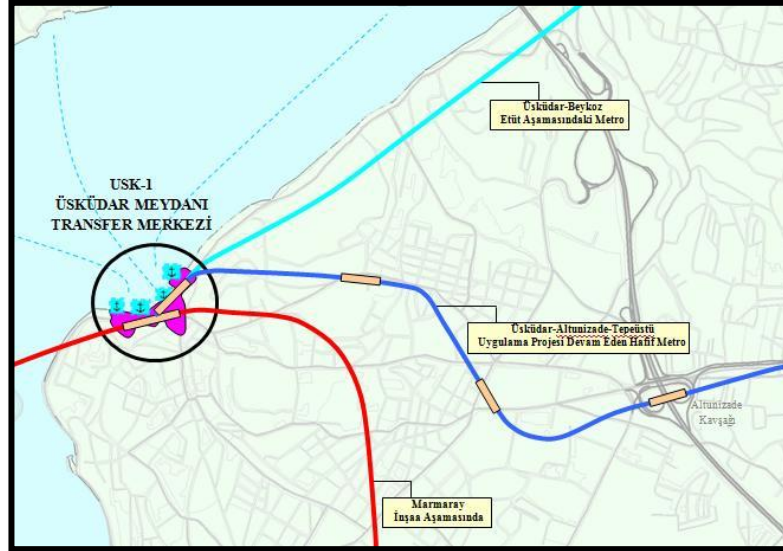 Üsküdar-Beykoz
Etüt Aşamasındaki Metro
USK-1
ÜSKÜDAR MEYDANI
TRANSFER MERKEZİ
Üsküdar-Altunizade-Tepeüstü
Uygulama Projesi Devam Eden Hafif Metro
Altunizade
Kavşağı
Marmaray
İnşaa Aşamasında